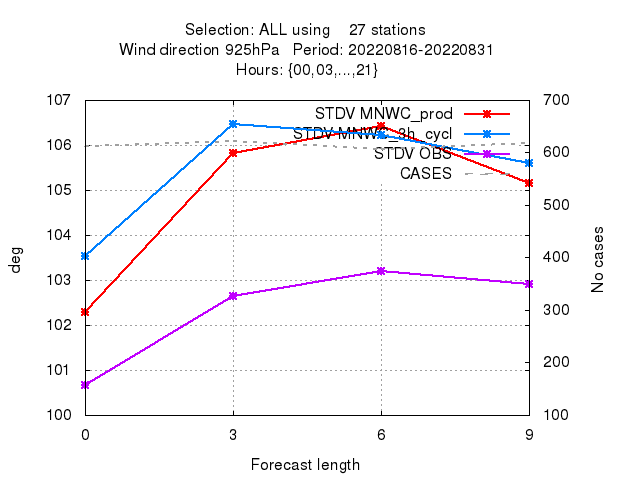 Selection: ALL using 27 stations
Wind direction 925hPa Period: 20220816-20220831
Hours: {00,03,...,21}
107 700
STDV MNWC_prod
STDV MNWC_3h_cycl
106 600
STDV OBS
CASES
105 500
104 400
deg No cases
103 300
102 200
101
100 100
0 3 6 9
Forecast length